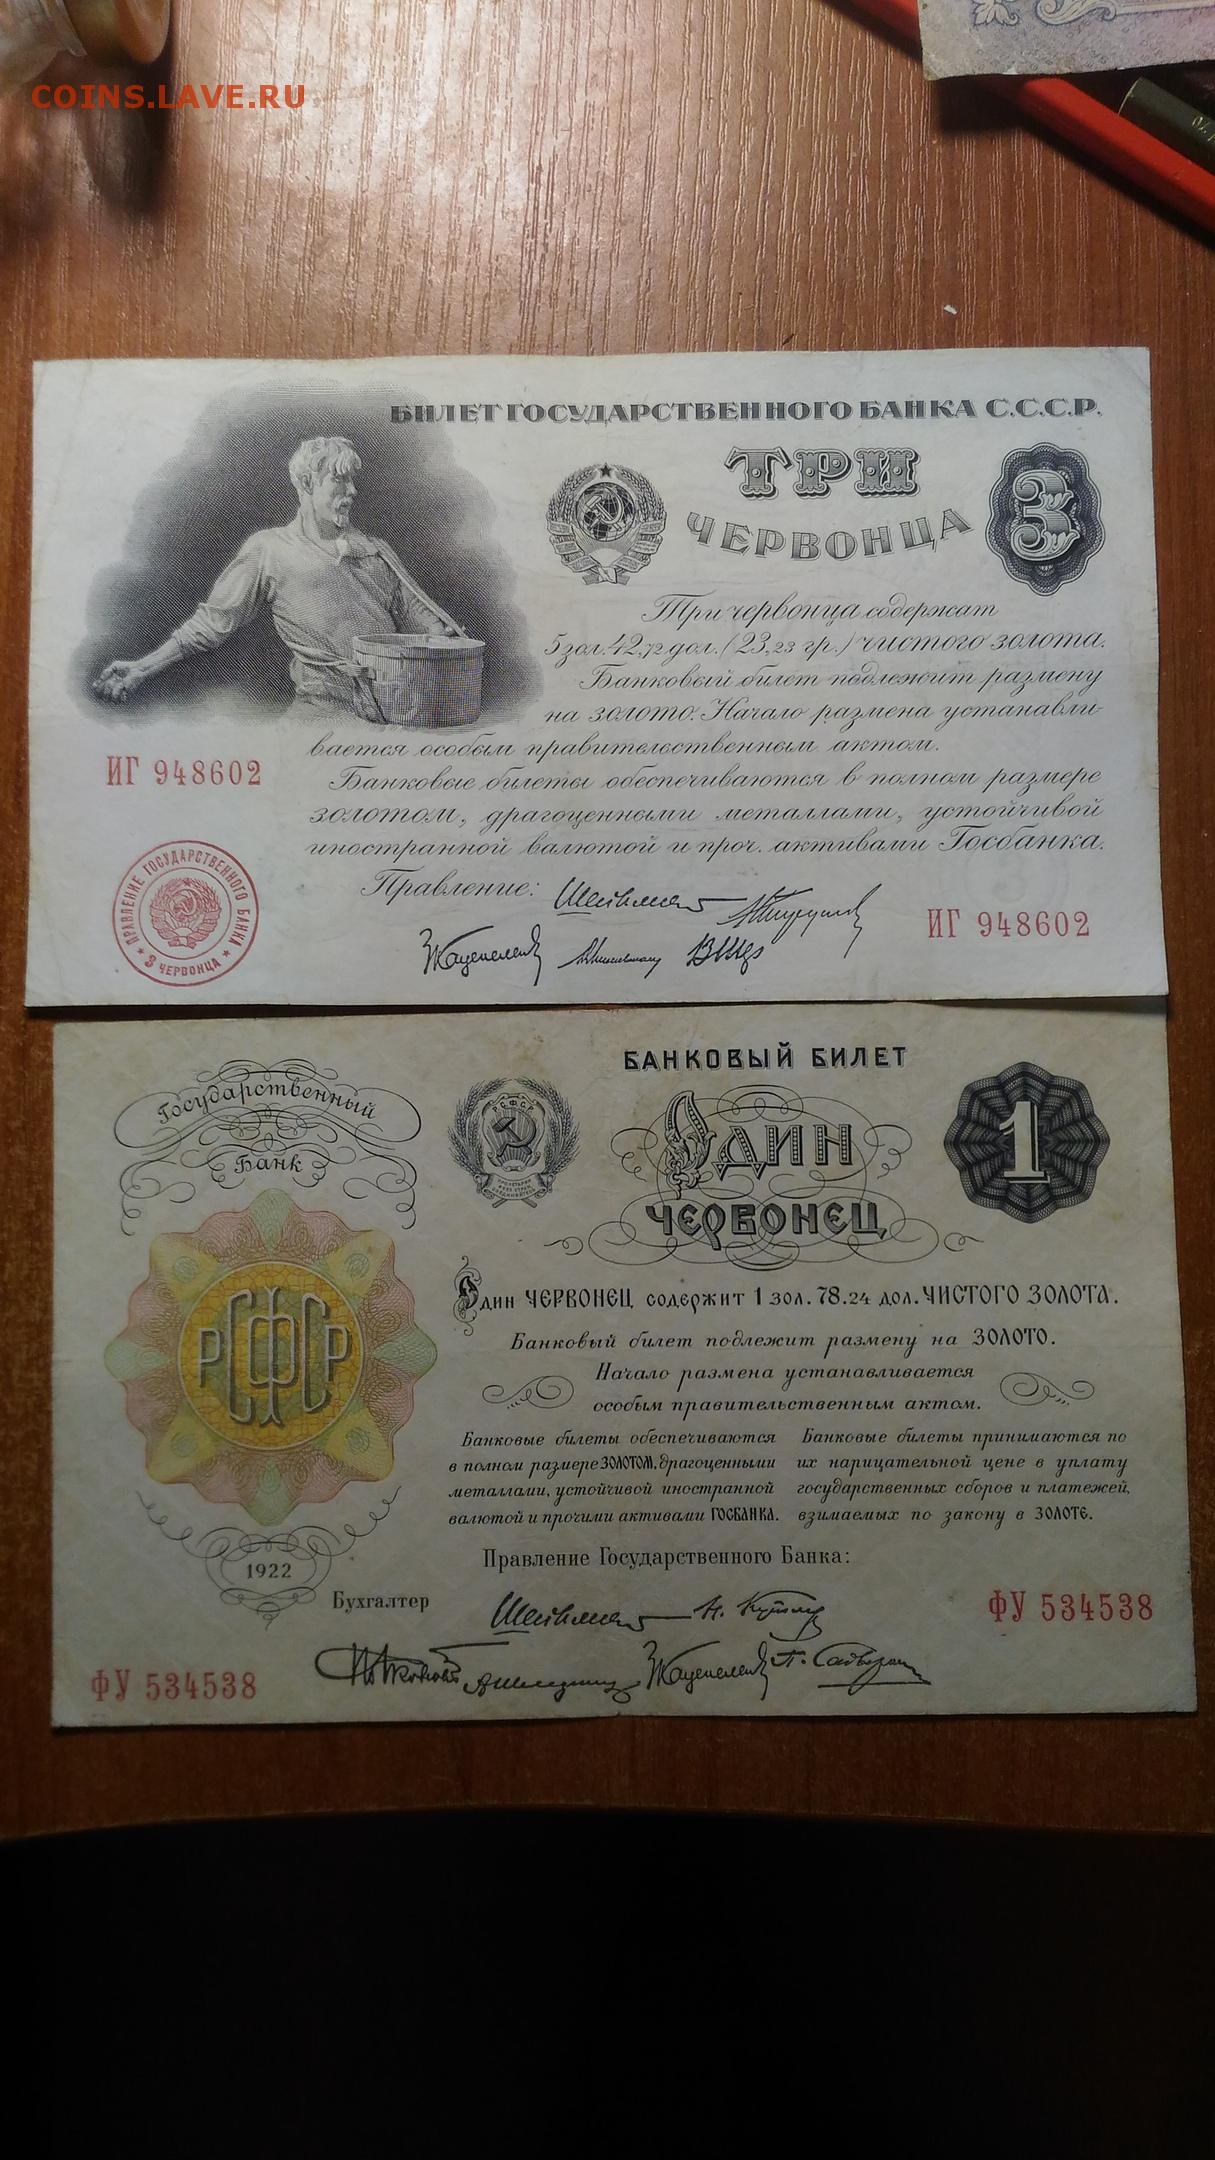 COINS.LAVE.RU
БИЛЕТ ГОСУДАРСТВЕННОГО БАНКА С.С.С.Р.
ТРИ
ЧЕРВОНЦА
3
Три червонца содержат
5 зол. 42,72 дол. (23,23 гр.) чистого золота.
Банковый билет подлежит размену
на золото. Начало размена устанавли-
вается особым правительственным актом.
Банковые билеты обеспечиваются в полном размере
золотом, драгоценными металлами, устойчивой
иностранной валютой и проч. активами Госбанка.
ИГ 948602
ПРАВЛЕНИЕ ГОСУДАРСТВЕННОГО БАНКА
3 ЧЕРВОНЦА
Правление:
ИГ 948602
Государственный
Банк
РСФСР
1922
РСФСР
БАНКОВЫЙ БИЛЕТ
Один
ЧЕРВОНЕЦ
1
Один ЧЕРВОНЕЦ содержит 1 зол. 78.24 дол. ЧИСТОГО ЗОЛОТА.
Банковый билет подлежит размену на ЗОЛОТО.
Начало размена устанавливается
особым правительственным актом.
Банковые билеты обеспечиваются
в полном размере ЗОЛОТОМ, драгоценными
металлами, устойчивой иностранной
валютой и прочими активами ГОСБАНКА.
Банковые билеты принимаются по
их нарицательной цене в уплату
государственных сборов и платежей,
взимаемых по закону в ЗОЛОТЕ.
Правление Государственного Банка:
Бухгалтер
ФУ 534538
ФУ 534538